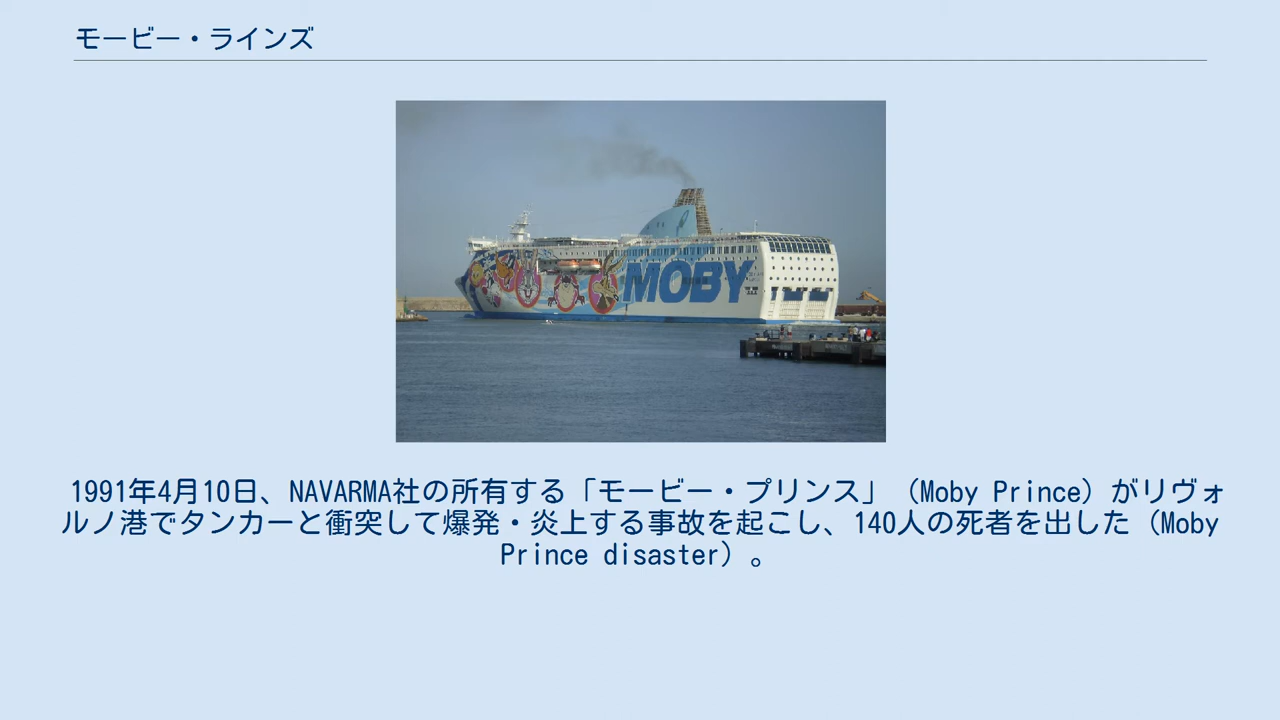 モービー・ラインズ
MOBY
1991年4月10日、NAVARMA社の所有する「モービー・プリンス」（Moby Prince）がリヴォ
ルノ港でタンカーと衝突して爆発・炎上する事故を起こし、140人の死者を出した（Moby
Prince disaster）。